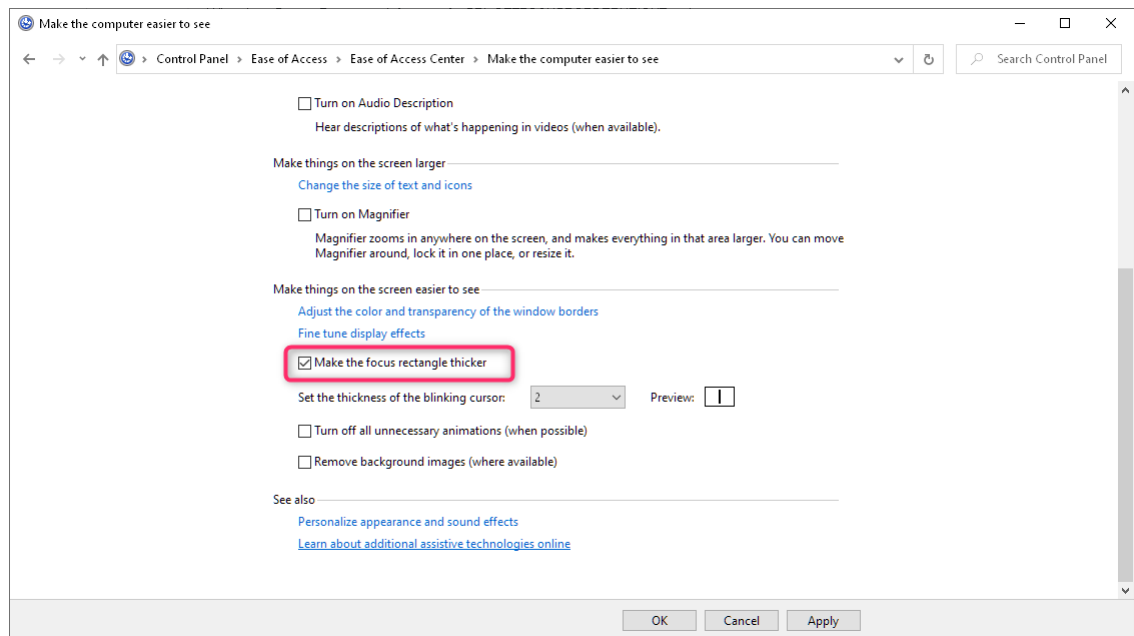 Make the computer easier to see
Control Panel > Ease of Access > Ease of Access Center > Make the computer easier to see
Search Control Panel
Turn on Audio Description
Hear descriptions of what's happening in videos (when available).
Make things on the screen larger
Change the size of text and icons
Turn on Magnifier
Magnifier zooms in anywhere on the screen, and makes everything in that area larger. You can move
Magnifier around, lock it in one place, or resize it.
Make things on the screen easier to see
Adjust the color and transparency of the window borders
Fine tune display effects
Make the focus rectangle thicker
Set the thickness of the blinking cursor: 2 Preview:
Turn off all unnecessary animations (when possible)
Remove background images (where available)
See also
Personalize appearance and sound effects
Learn about additional assistive technologies online
OK Cancel Apply